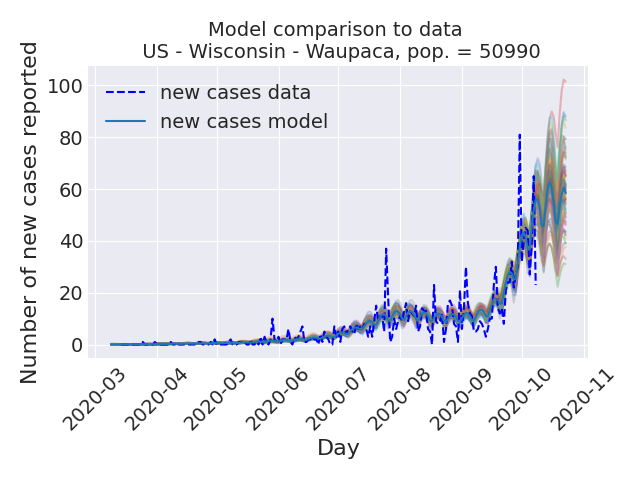 Model comparison to data
US - Wisconsin - Waupaca, pop. = 50990
Number of new cases reported
100
80
60
40
20
0
new cases data
new cases model
2020-03
2020-04
2020-05
2020-06
2020-07
2020-08
2020-09
2020-10
2020-11
Day